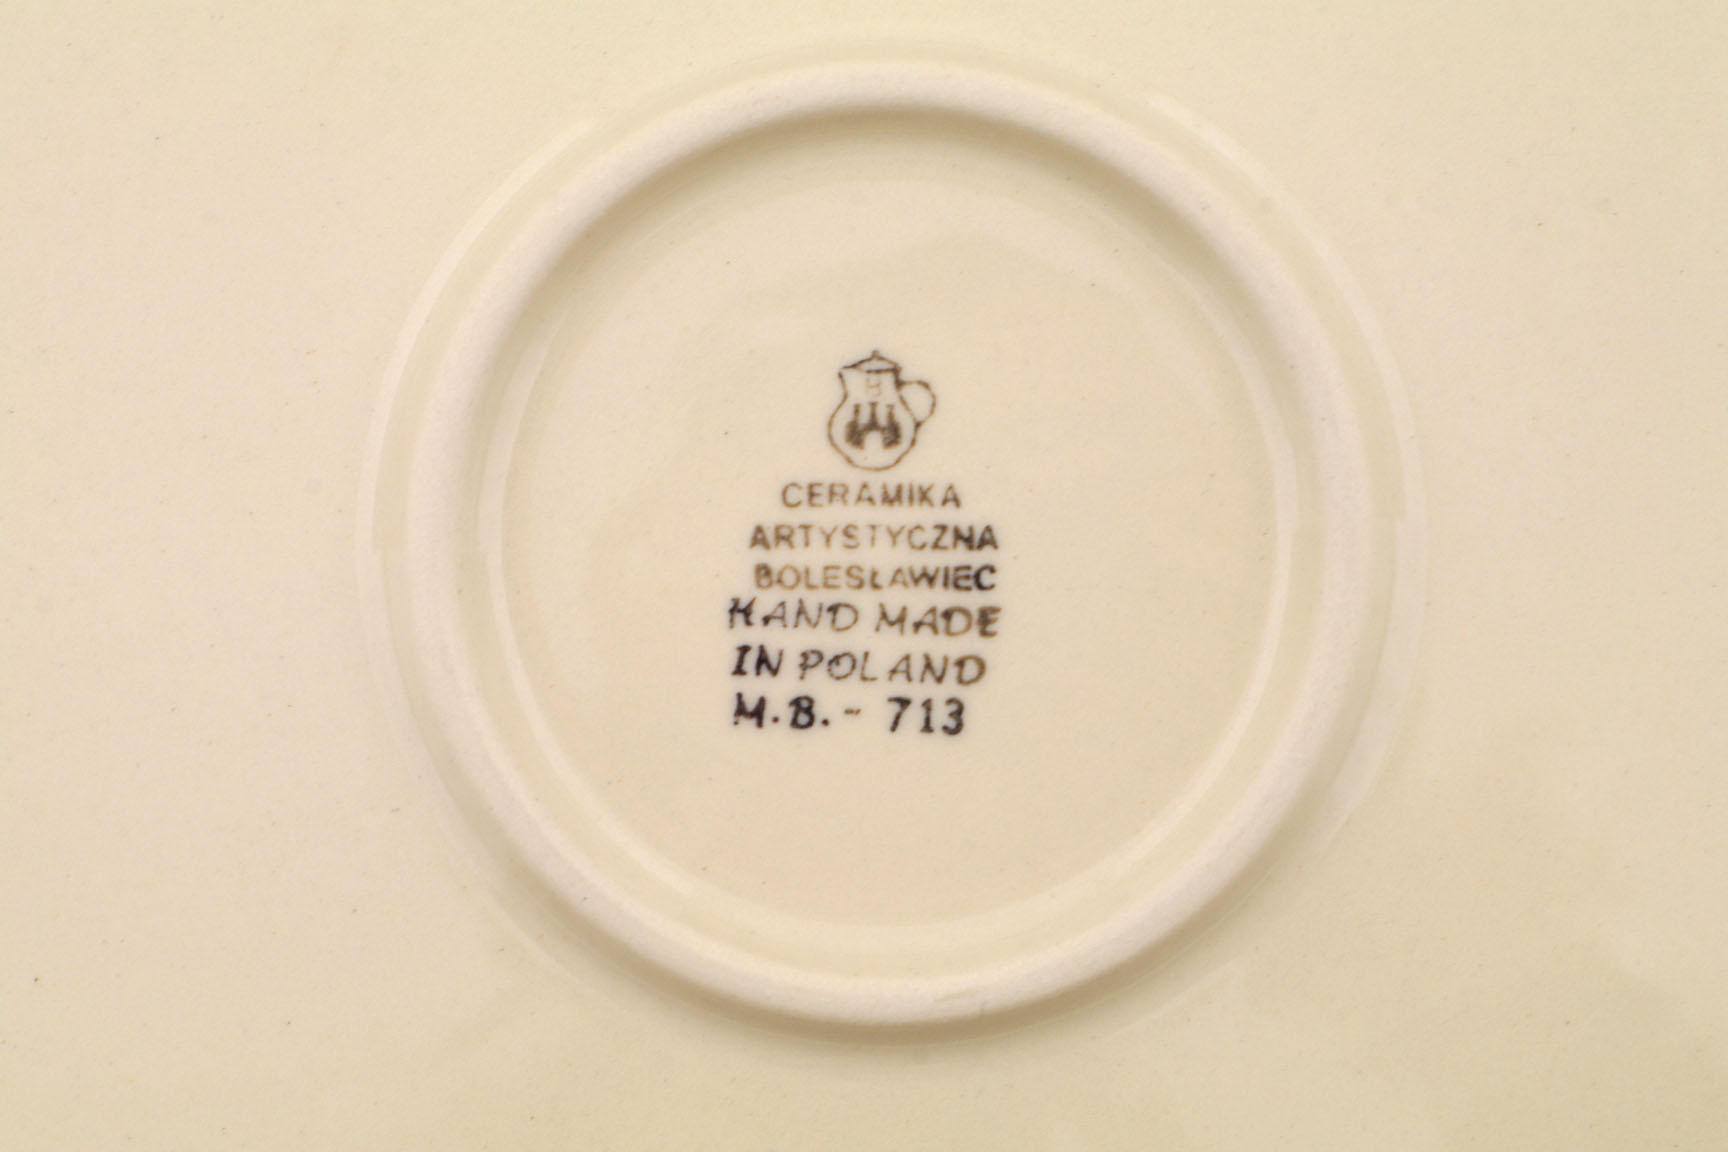 CERAMIKA
ARTYSTYCZNA
BOLESŁAWIEC
HAND MADE
IN POLAND
M.B.- 713